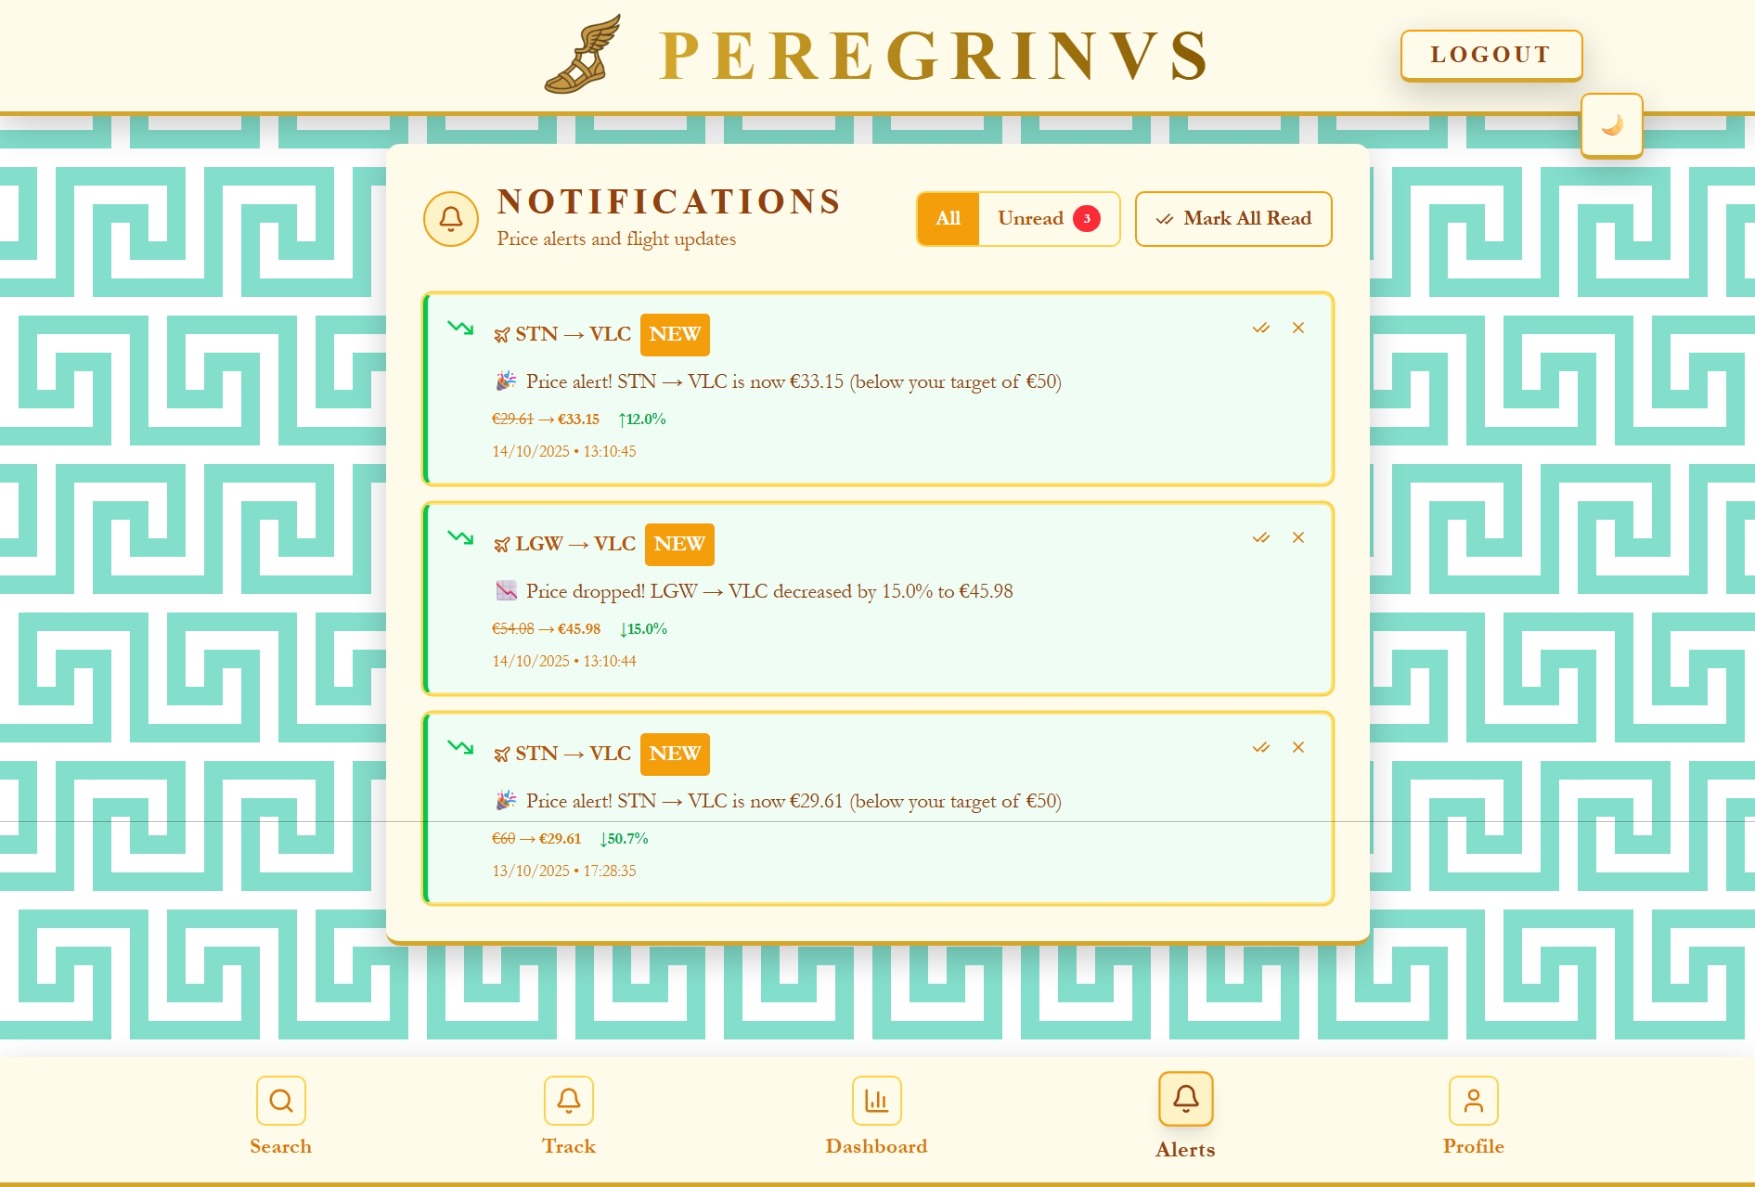 PEREGRINVS
LOGOUT
NOTIFICATIONS
Price alerts and flight updates
All
Unread 3
Mark All Read
STN → VLC NEW
Price alert! STN → VLC is now €33.15 (below your target of €50)
€29.61 → €33.15 ↑12.0%
14/10/2025 • 13:10:45
LGW → VLC NEW
Price dropped! LGW → VLC decreased by 15.0% to €45.98
€54.08 → €45.98 ↓15.0%
14/10/2025 • 13:10:44
STN → VLC NEW
Price alert! STN → VLC is now €29.61 (below your target of €50)
€60 → €29.61 ↓50.7%
13/10/2025 • 17:28:35
Search
Track
Dashboard
Alerts
Profile